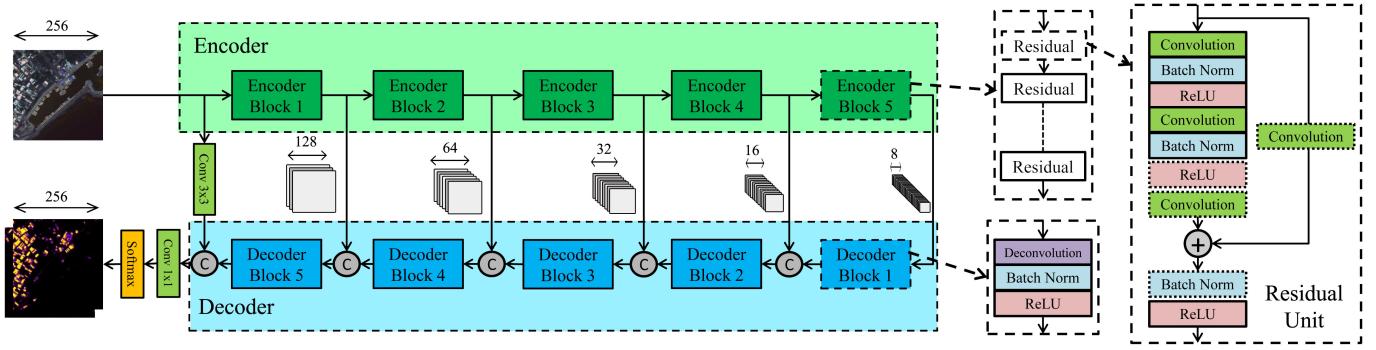 256
Encoder
Encoder
Block 1
Encoder
Block 2
Encoder
Block 3
Encoder
Block 4
Encoder
Block 5
Conv 3x3
128
64
32
16
8
256
Softmax
Conv 1x1
C
Decoder
Block 5
C
Decoder
Block 4
C
Decoder
Block 3
C
Decoder
Block 2
C
Decoder
Block 1
Decoder
Residual
Residual
Residual
Deconvolution
Batch Norm
ReLU
Convolution
Batch Norm
ReLU
Convolution
Batch Norm
ReLU
Convolution
Convolution
+
Batch Norm
ReLU
Residual
Unit